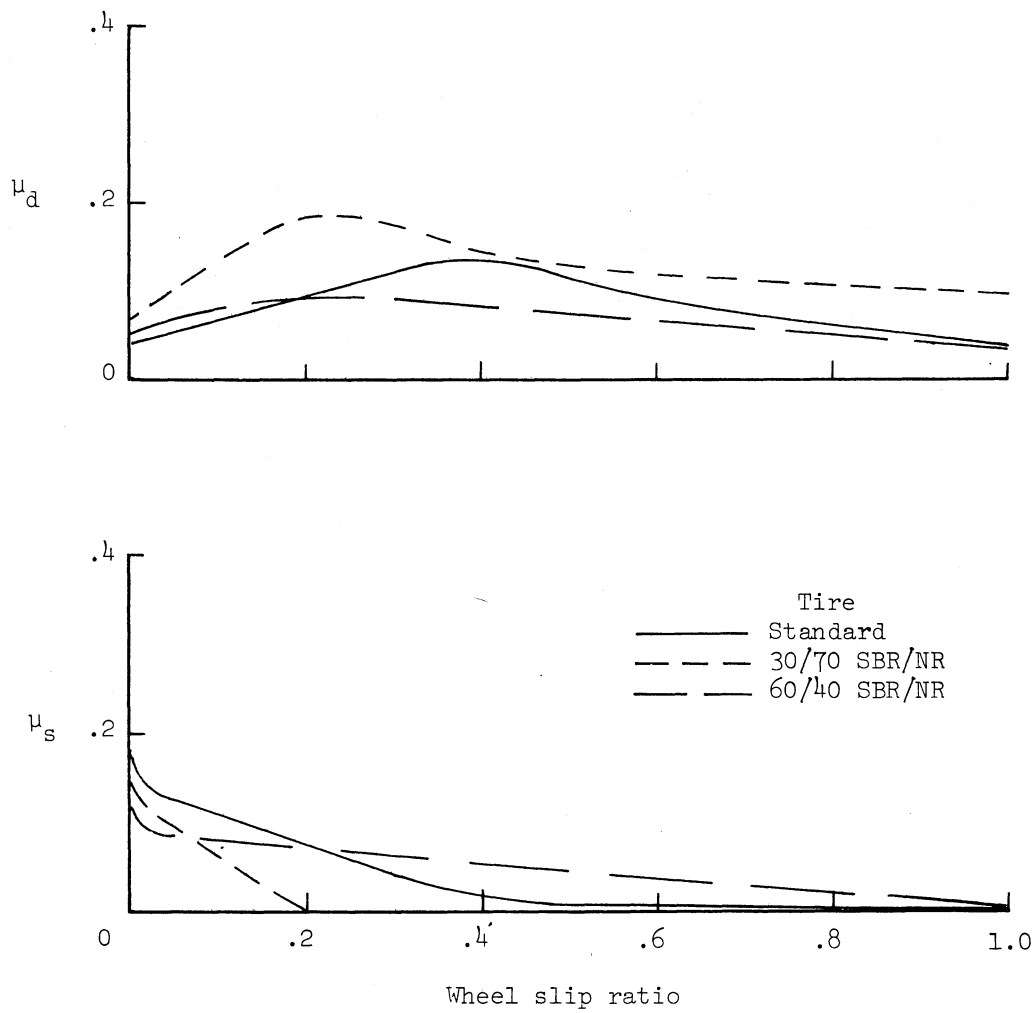 .4
μd
.2
0
.4
Tire
Standard
30/70 SBR/NR
60/40 SBR/NR
μs
.2
0 .2 .4 .6 .8 1.0
Wheel slip ratio